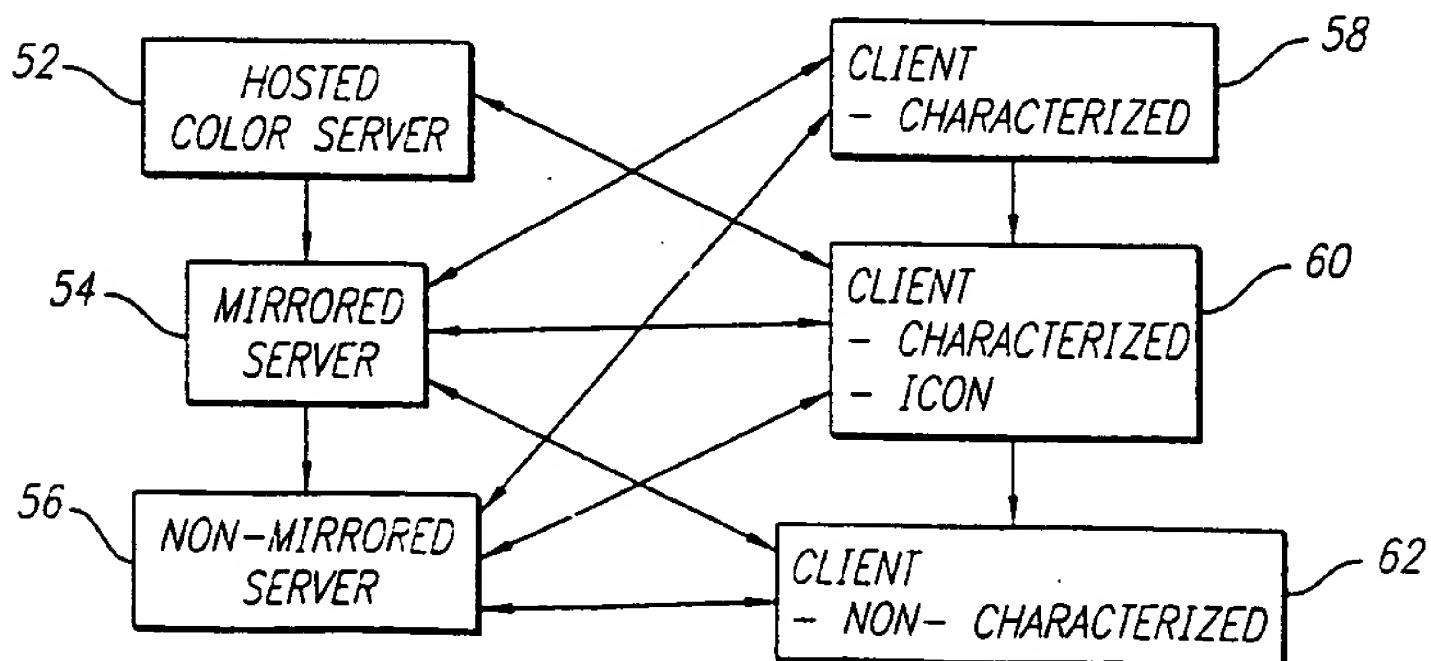 52
HOSTED
COLOR SERVER
54
MIRRORED
SERVER
56
NON-MIRRORED
SERVER
CLIENT
- CHARACTERIZED
58
CLIENT
- CHARACTERIZED
- ICON
60
CLIENT
- NON- CHARACTERIZED
62